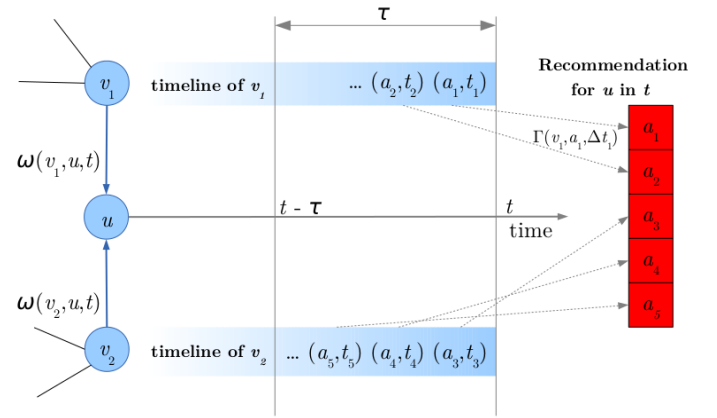 τ
Recommendation
for u in t
v₁
timeline of v₁
... (a₂,t₂) (a₁,t₁)
a₁
Γ(v₁,a₁,Δt₁)
ω(v₁,u,t)
a₂
u
t - τ
t
time
a₃
a₄
ω(v₂,u,t)
a₅
v₂
timeline of v₂
... (a₅,t₅) (a₄,t₄) (a₃,t₃)